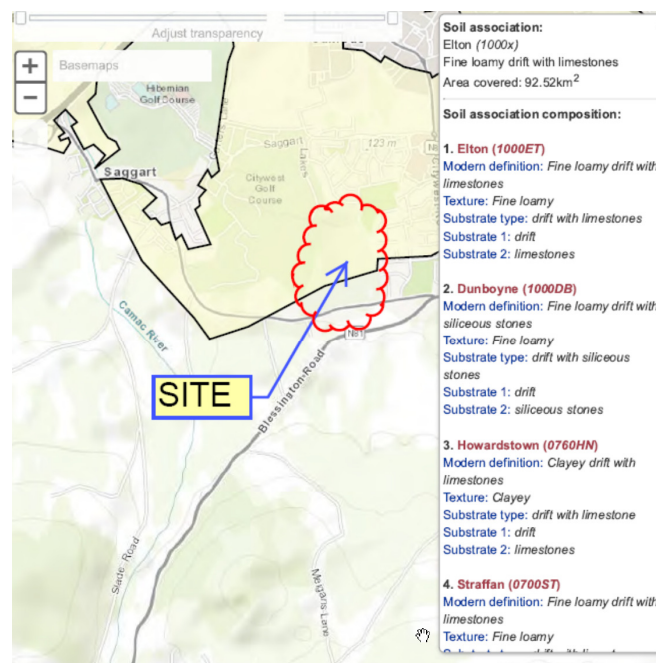 Adjust transparency
+
Basemaps
−
Hibernian
Golf Course
Saggart
123 m
Saggart
Citywest
Golf
Course
Lakes
Camac River
N81
SITE
Blessington Road
Slade Road
Meigans Lane
Soil association:
Elton (1000x)
Fine loamy drift with limestones
Area covered: 92.52km²
Soil association composition:
1. Elton (1000ET)
Modern definition: Fine loamy drift with
limestones
Texture: Fine loamy
Substrate type: drift with limestones
Substrate 1: drift
Substrate 2: limestones
2. Dunboyne (1000DB)
Modern definition: Fine loamy drift with
siliceous stones
Texture: Fine loamy
Substrate type: drift with siliceous
stones
Substrate 1: drift
Substrate 2: siliceous stones
3. Howardstown (0760HN)
Modern definition: Clayey drift with
limestones
Texture: Clayey
Substrate type: drift with limestone
Substrate 1: drift
Substrate 2: limestones
4. Straffan (0700ST)
Modern definition: Fine loamy drift with
limestones
Texture: Fine loamy